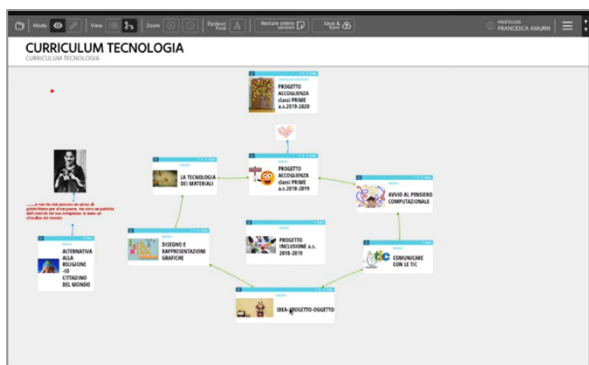 Mode
View
Zoom
Dyslexic
Font
A
Restore online
version
Save &
Sync
PROFESSOR
FRANCESCA AMURRI
CURRICULUM TECNOLOGIA
CURRICULUM TECNOLOGIA
PROGETTO
ACCOGLIENZA
classi PRIME
a.s.2019-2020
LA TECNOLOGIA
DEI MATERIALI
PROGETTO
ACCOGLIENZA
classi PRIME
a.s.2018-2019
AVVIO AL PENSIERO
COMPUTAZIONALE
ALTERNATIVA
ALLA
RELIGIONE
-IO
CITTADINO
DEL MONDO
DISEGNO E
RAPPRESENTAZIONI
GRAFICHE
PROGETTO
INCLUSIONE a.s.
2018-2019
tic
COMUNICARE
CON LE TIC
IDEA-PROGETTO-OGGETTO